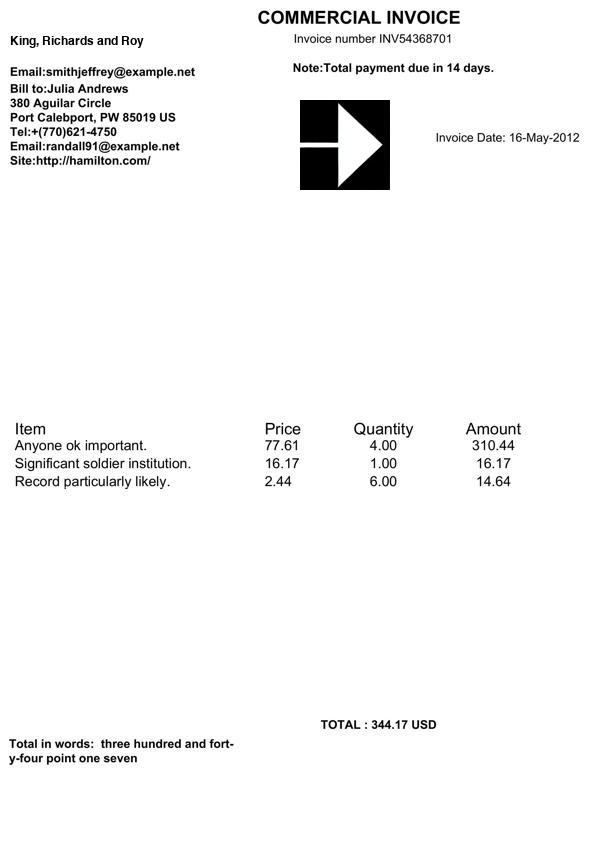 COMMERCIAL INVOICE
King, Richards and Roy
Invoice number INV54368701
Email:smithjeffrey@example.net
Note:Total payment due in 14 days.
Bill to:Julia Andrews
380 Aguilar Circle
Port Calebport, PW 85019 US
Tel:+(770)621-4750
Email:randall91@example.net
Site:http://hamilton.com/
Invoice Date: 16-May-2012
Item Price Quantity Amount
Anyone ok important. 77.61 4.00 310.44
Significant soldier institution. 16.17 1.00 16.17
Record particularly likely. 2.44 6.00 14.64
TOTAL : 344.17 USD
Total in words: three hundred and fort-
y-four point one seven